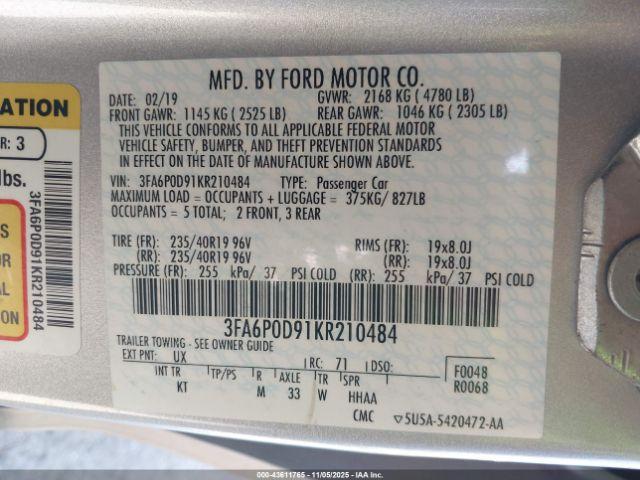 ATION
R: 3
lbs.
S
OR
AL
ION
3FA6P0D91KR210484
MFD. BY FORD MOTOR CO.
DATE: 02/19 GVWR: 2168 KG ( 4780 LB)
FRONT GAWR: 1145 KG ( 2525 LB) REAR GAWR: 1046 KG ( 2305 LB)
THIS VEHICLE CONFORMS TO ALL APPLICABLE FEDERAL MOTOR
VEHICLE SAFETY, BUMPER, AND THEFT PREVENTION STANDARDS
IN EFFECT ON THE DATE OF MANUFACTURE SHOWN ABOVE.
VIN: 3FA6P0D91KR210484 TYPE: Passenger Car
MAXIMUM LOAD = OCCUPANTS + LUGGAGE = 375KG/ 827LB
OCCUPANTS = 5 TOTAL; 2 FRONT, 3 REAR
TIRE (FR): 235/40R19 96V RIMS (FR): 19x8.0J
(RR): 235/40R19 96V (RR): 19x8.0J
PRESSURE (FR): 255 kPa/ 37 PSI COLD (RR): 255 kPa/ 37 PSI COLD
3FA6P0D91KR210484
TRAILER TOWING - SEE OWNER GUIDE
EXT PNT: UX RC: 71 DSO: F0048
R0068
INT TR TP/PS R AXLE TR SPR
KT M 33 W HHAA
CMC ▽5U5A-5420472-AA
000-43611765 - 11/05/2025 - IAAI, Inc.